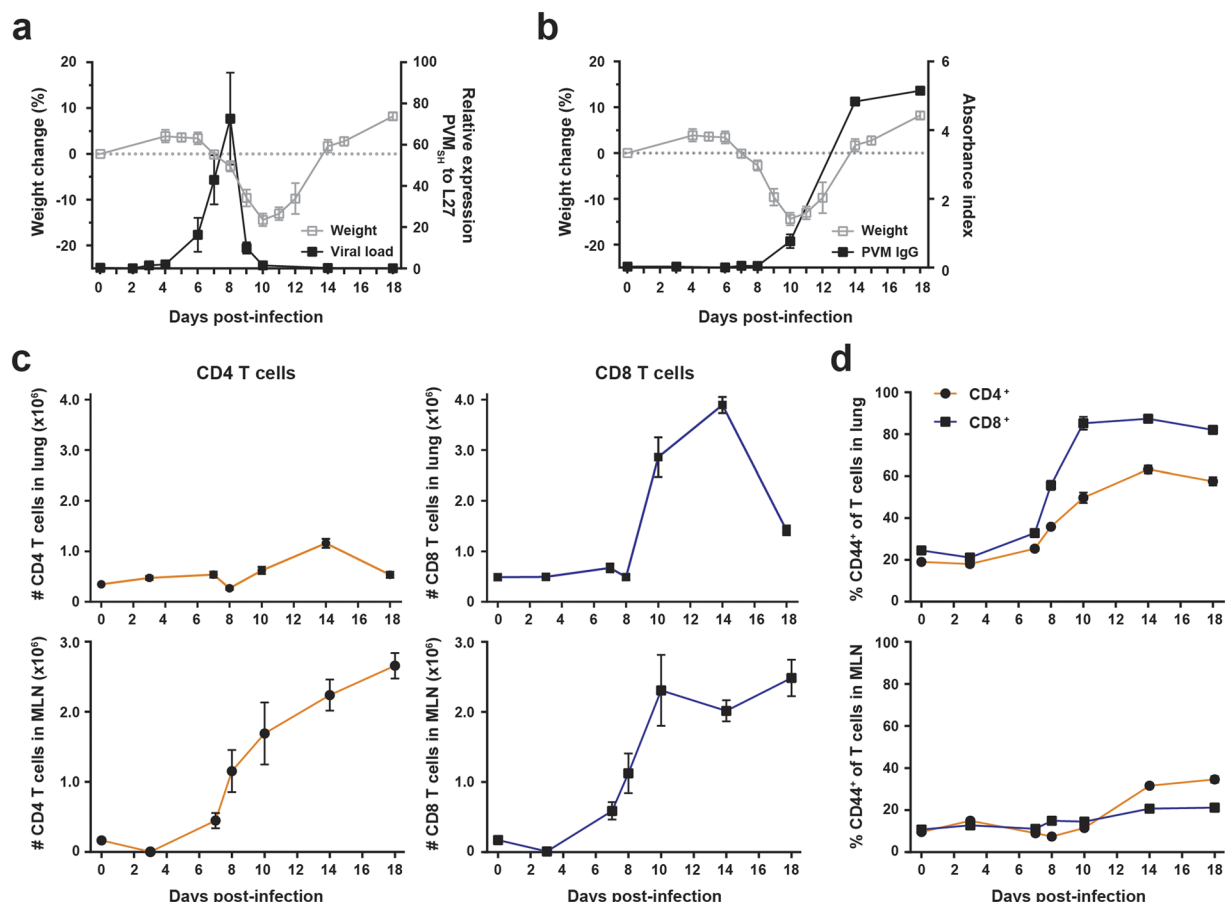 a
20
10
0
-10
-20
Weight change (%)
100
80
60
40
20
0
Relative expression
PVM_SH to L27
Weight
Viral load
0 2 4 6 8 10 12 14 16 18
Days post-infection
b
20
10
0
-10
-20
Weight change (%)
6
4
2
0
Absorbance index
Weight
PVM IgG
0 2 4 6 8 10 12 14 16 18
Days post-infection
c
CD4 T cells
CD8 T cells
# CD4 T cells in lung (x10⁶)
4.0
3.0
2.0
1.0
0
0 2 4 6 8 10 12 14 16 18
# CD8 T cells in lung (x10⁶)
4.0
3.0
2.0
1.0
0
0 2 4 6 8 10 12 14 16 18
# CD4 T cells in MLN (x10⁶)
3.0
2.0
1.0
0
0 2 4 6 8 10 12 14 16 18
Days post-infection
# CD8 T cells in MLN (x10⁶)
3.0
2.0
1.0
0
0 2 4 6 8 10 12 14 16 18
Days post-infection
d
CD4⁺
CD8⁺
% CD44⁺ of T cells in lung
100
80
60
40
20
0
0 2 4 6 8 10 12 14 16 18
% CD44⁺ of T cells in MLN
100
80
60
40
20
0
0 2 4 6 8 10 12 14 16 18
Days post-infection